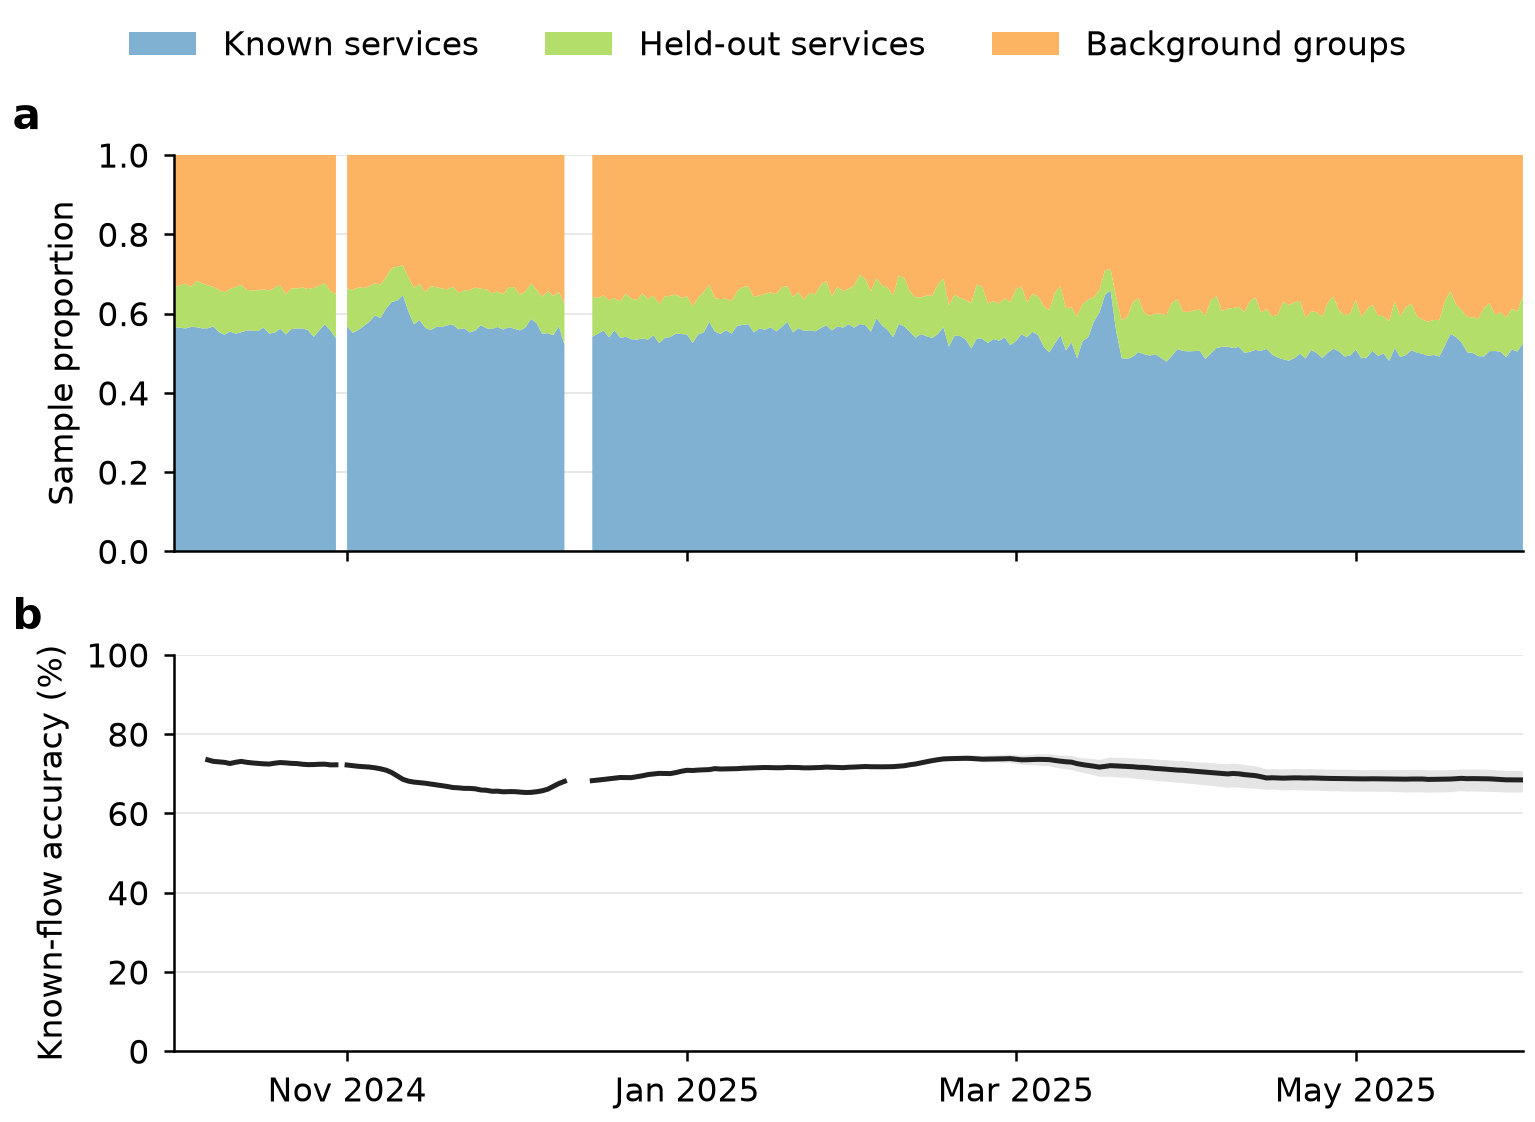 Known services Held-out services Background groups
a
1.0
0.8
0.6
0.4
0.2
0.0
Sample proportion
b
100
80
60
40
20
0
Known-flow accuracy (%)
Nov 2024 Jan 2025 Mar 2025 May 2025